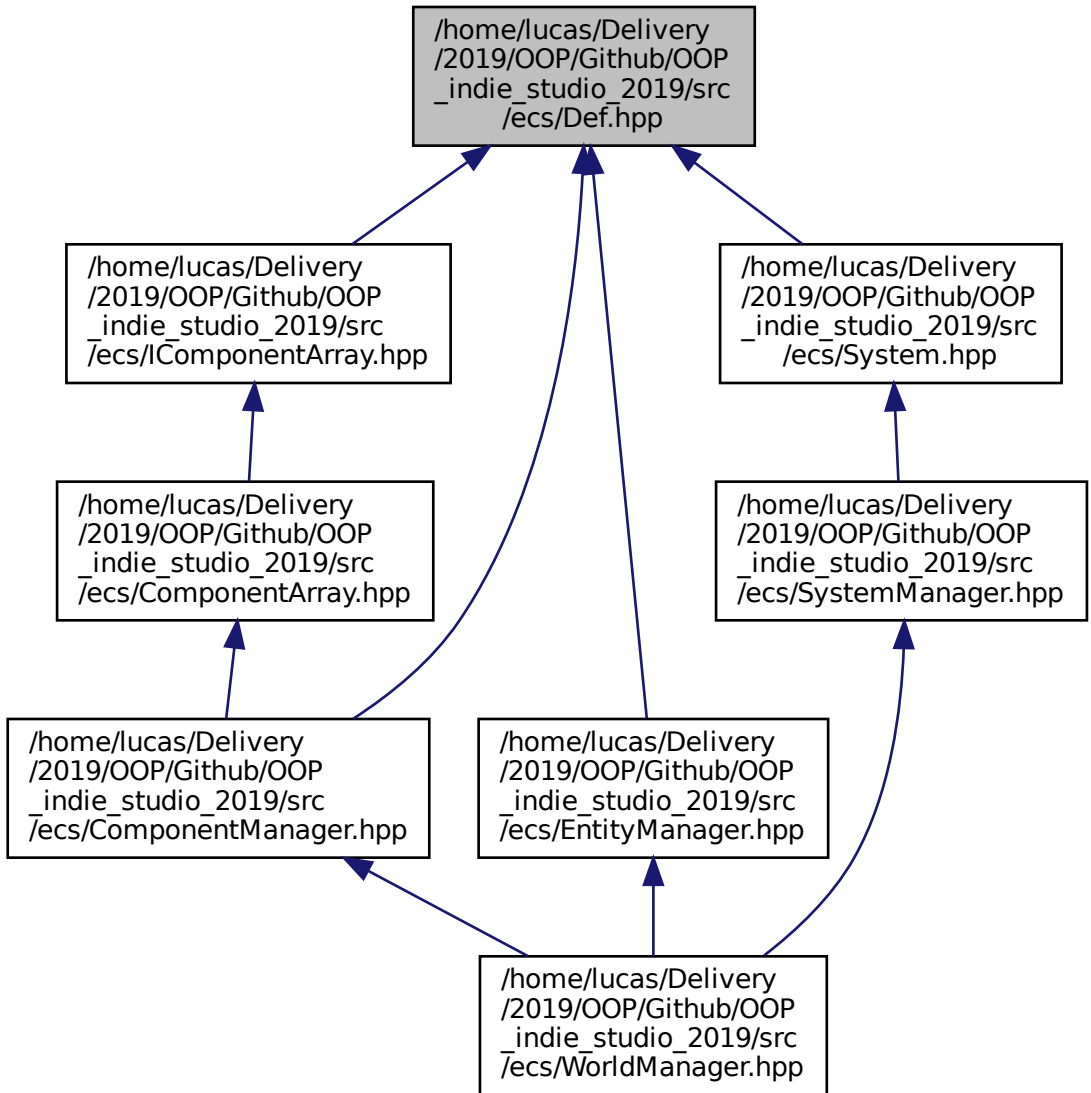 /home/lucas/Delivery
/2019/OOP/Github/OOP
_indie_studio_2019/src
/ecs/Def.hpp
/home/lucas/Delivery
/2019/OOP/Github/OOP
_indie_studio_2019/src
/ecs/IComponentArray.hpp
/home/lucas/Delivery
/2019/OOP/Github/OOP
_indie_studio_2019/src
/ecs/System.hpp
/home/lucas/Delivery
/2019/OOP/Github/OOP
_indie_studio_2019/src
/ecs/ComponentArray.hpp
/home/lucas/Delivery
/2019/OOP/Github/OOP
_indie_studio_2019/src
/ecs/SystemManager.hpp
/home/lucas/Delivery
/2019/OOP/Github/OOP
_indie_studio_2019/src
/ecs/ComponentManager.hpp
/home/lucas/Delivery
/2019/OOP/Github/OOP
_indie_studio_2019/src
/ecs/EntityManager.hpp
/home/lucas/Delivery
/2019/OOP/Github/OOP
_indie_studio_2019/src
/ecs/WorldManager.hpp